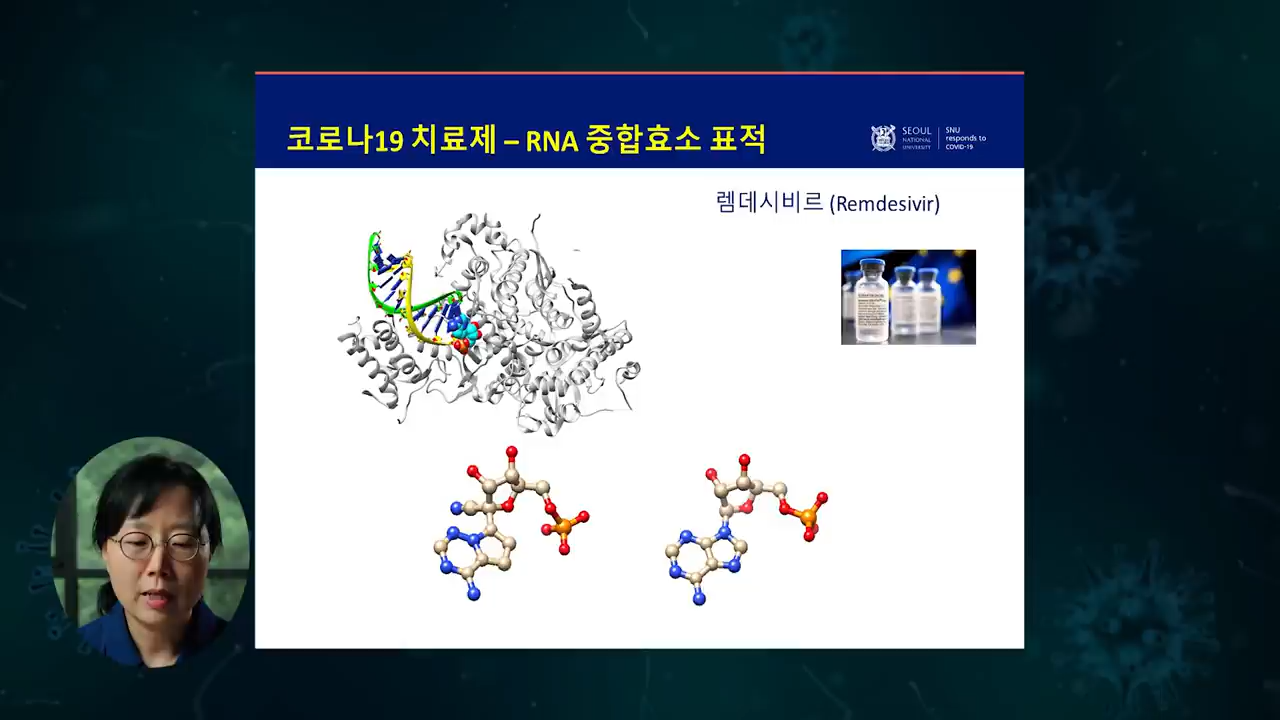 코로나19 치료제 – RNA 중합효소 표적
SEOUL
NATIONAL
UNIVERSITY
SNU
responds to
COVID-19
렘데시비르 (Remdesivir)